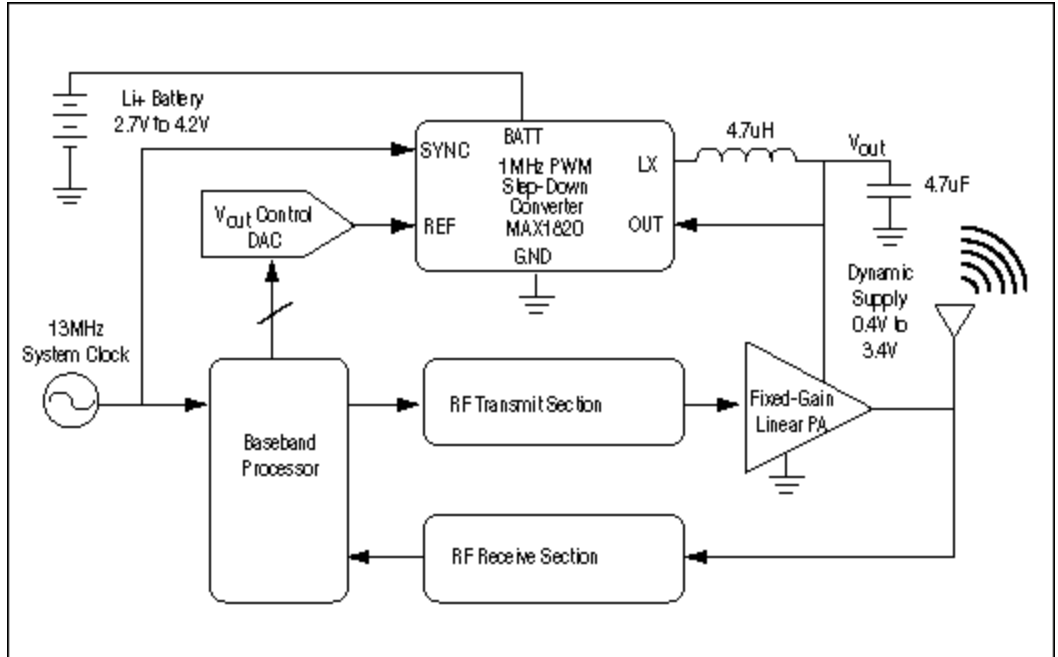 Li+ Battery
2.7V to 4.2V
SYNC
BATT
1MHz PWM
Step-Down
Converter
MAX1820
GND
REF
LX
OUT
4.7uH
Vout
4.7uF
Vout Control
DAC
Dynamic
Supply
0.4V to
3.4V
13MHz
System Clock
Baseband
Processor
RF Transmit Section
Fixed-Gain
Linear PA
RF Receive Section